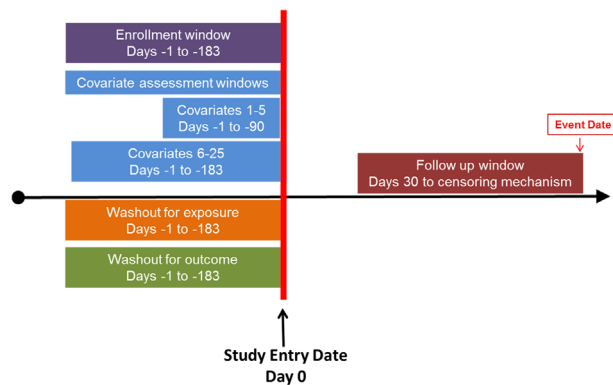 Enrollment window
Days -1 to -183
Covariate assessment windows
Covariates 1-5
Days -1 to -90
Covariates 6-25
Days -1 to -183
Event Date
Follow up window
Days 30 to censoring mechanism
Washout for exposure
Days -1 to -183
Washout for outcome
Days -1 to -183
Study Entry Date
Day 0